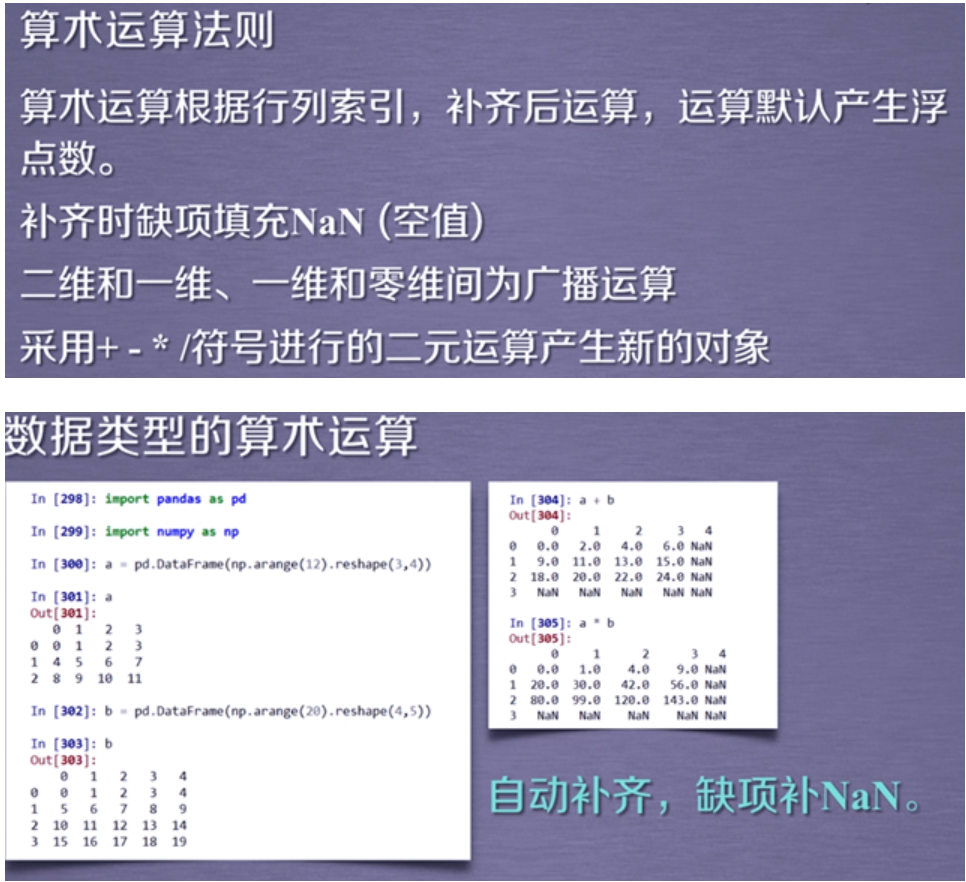 算术运算法则
算术运算根据行列索引，补齐后运算，运算默认产生浮
点数。
补齐时缺项填充NaN (空值)
二维和一维、一维和零维间为广播运算
采用+ - * /符号进行的二元运算产生新的对象
数据类型的算术运算
In [298]: import pandas as pd
In [299]: import numpy as np
In [300]: a = pd.DataFrame(np.arange(12).reshape(3,4))
In [301]: a
Out[301]:
0 1 2 3
0 0 1 2 3
1 4 5 6 7
2 8 9 10 11
In [302]: b = pd.DataFrame(np.arange(20).reshape(4,5))
In [303]: b
Out[303]:
0 1 2 3 4
0 0 1 2 3 4
1 5 6 7 8 9
2 10 11 12 13 14
3 15 16 17 18 19
In [304]: a + b
Out[304]:
0 1 2 3 4
0 0.0 2.0 4.0 6.0 NaN
1 9.0 11.0 13.0 15.0 NaN
2 18.0 20.0 22.0 24.0 NaN
3 NaN NaN NaN NaN NaN
In [305]: a * b
Out[305]:
0 1 2 3 4
0 0.0 1.0 4.0 9.0 NaN
1 20.0 30.0 42.0 56.0 NaN
2 80.0 99.0 120.0 143.0 NaN
3 NaN NaN NaN NaN NaN
自动补齐，缺项补NaN。